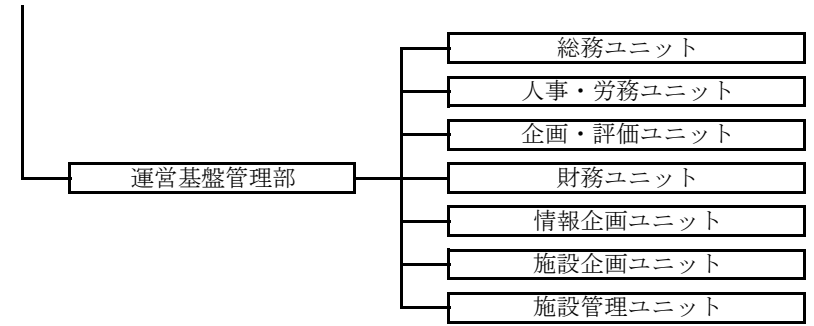 総務ユニット
人事・労務ユニット
企画・評価ユニット
運営基盤管理部
財務ユニット
情報企画ユニット
施設企画ユニット
施設管理ユニット